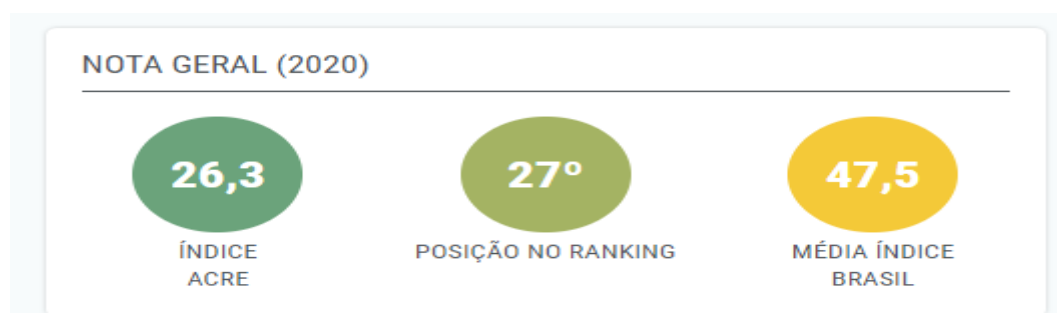 NOTA GERAL (2020)
26,3
ÍNDICE
ACRE
27º
POSIÇÃO NO RANKING
47,5
MÉDIA ÍNDICE
BRASIL